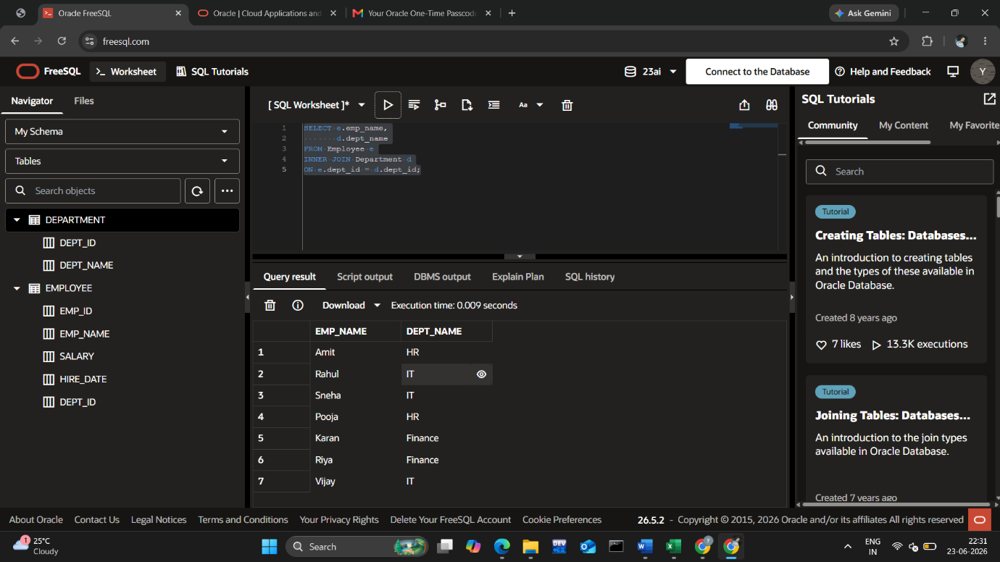 Oracle FreeSQL
Oracle | Cloud Applications and
Your Oracle One-Time Passcod
Ask Gemini
freesql.com
FreeSQL
Worksheet
SQL Tutorials
23ai
Connect to the Database
Help and Feedback
Y
Navigator
Files
My Schema
Tables
Search objects
DEPARTMENT
DEPT_ID
DEPT_NAME
EMPLOYEE
EMP_ID
EMP_NAME
SALARY
HIRE_DATE
DEPT_ID
[ SQL Worksheet ]*
Aa
1 SELECT e.emp_name,
2 d.dept_name
3 FROM Employee e
4 INNER JOIN Department d
5 ON e.dept_id = d.dept_id;
Query result
Script output
DBMS output
Explain Plan
SQL history
Download
Execution time: 0.009 seconds
EMP_NAME DEPT_NAME
1 Amit HR
2 Rahul IT
3 Sneha IT
4 Pooja HR
5 Karan Finance
6 Riya Finance
7 Vijay IT
SQL Tutorials
Community
My Content
My Favorite
Search
Tutorial
Creating Tables: Databases...
An introduction to creating tables
and the types of these available in
Oracle Database.
Created 8 years ago
7 likes
13.3K executions
Tutorial
Joining Tables: Databases...
An introduction to the join types
available in Oracle Database.
Created 7 years ago
About Oracle
Contact Us
Legal Notices
Terms and Conditions
Your Privacy Rights
Delete Your FreeSQL Account
Cookie Preferences
26.5.2 - Copyright © 2015, 2026 Oracle and/or its affiliates All rights reserved
1
25°C
Cloudy
Search
DEV
ENG
IN
22:31
23-06-2026